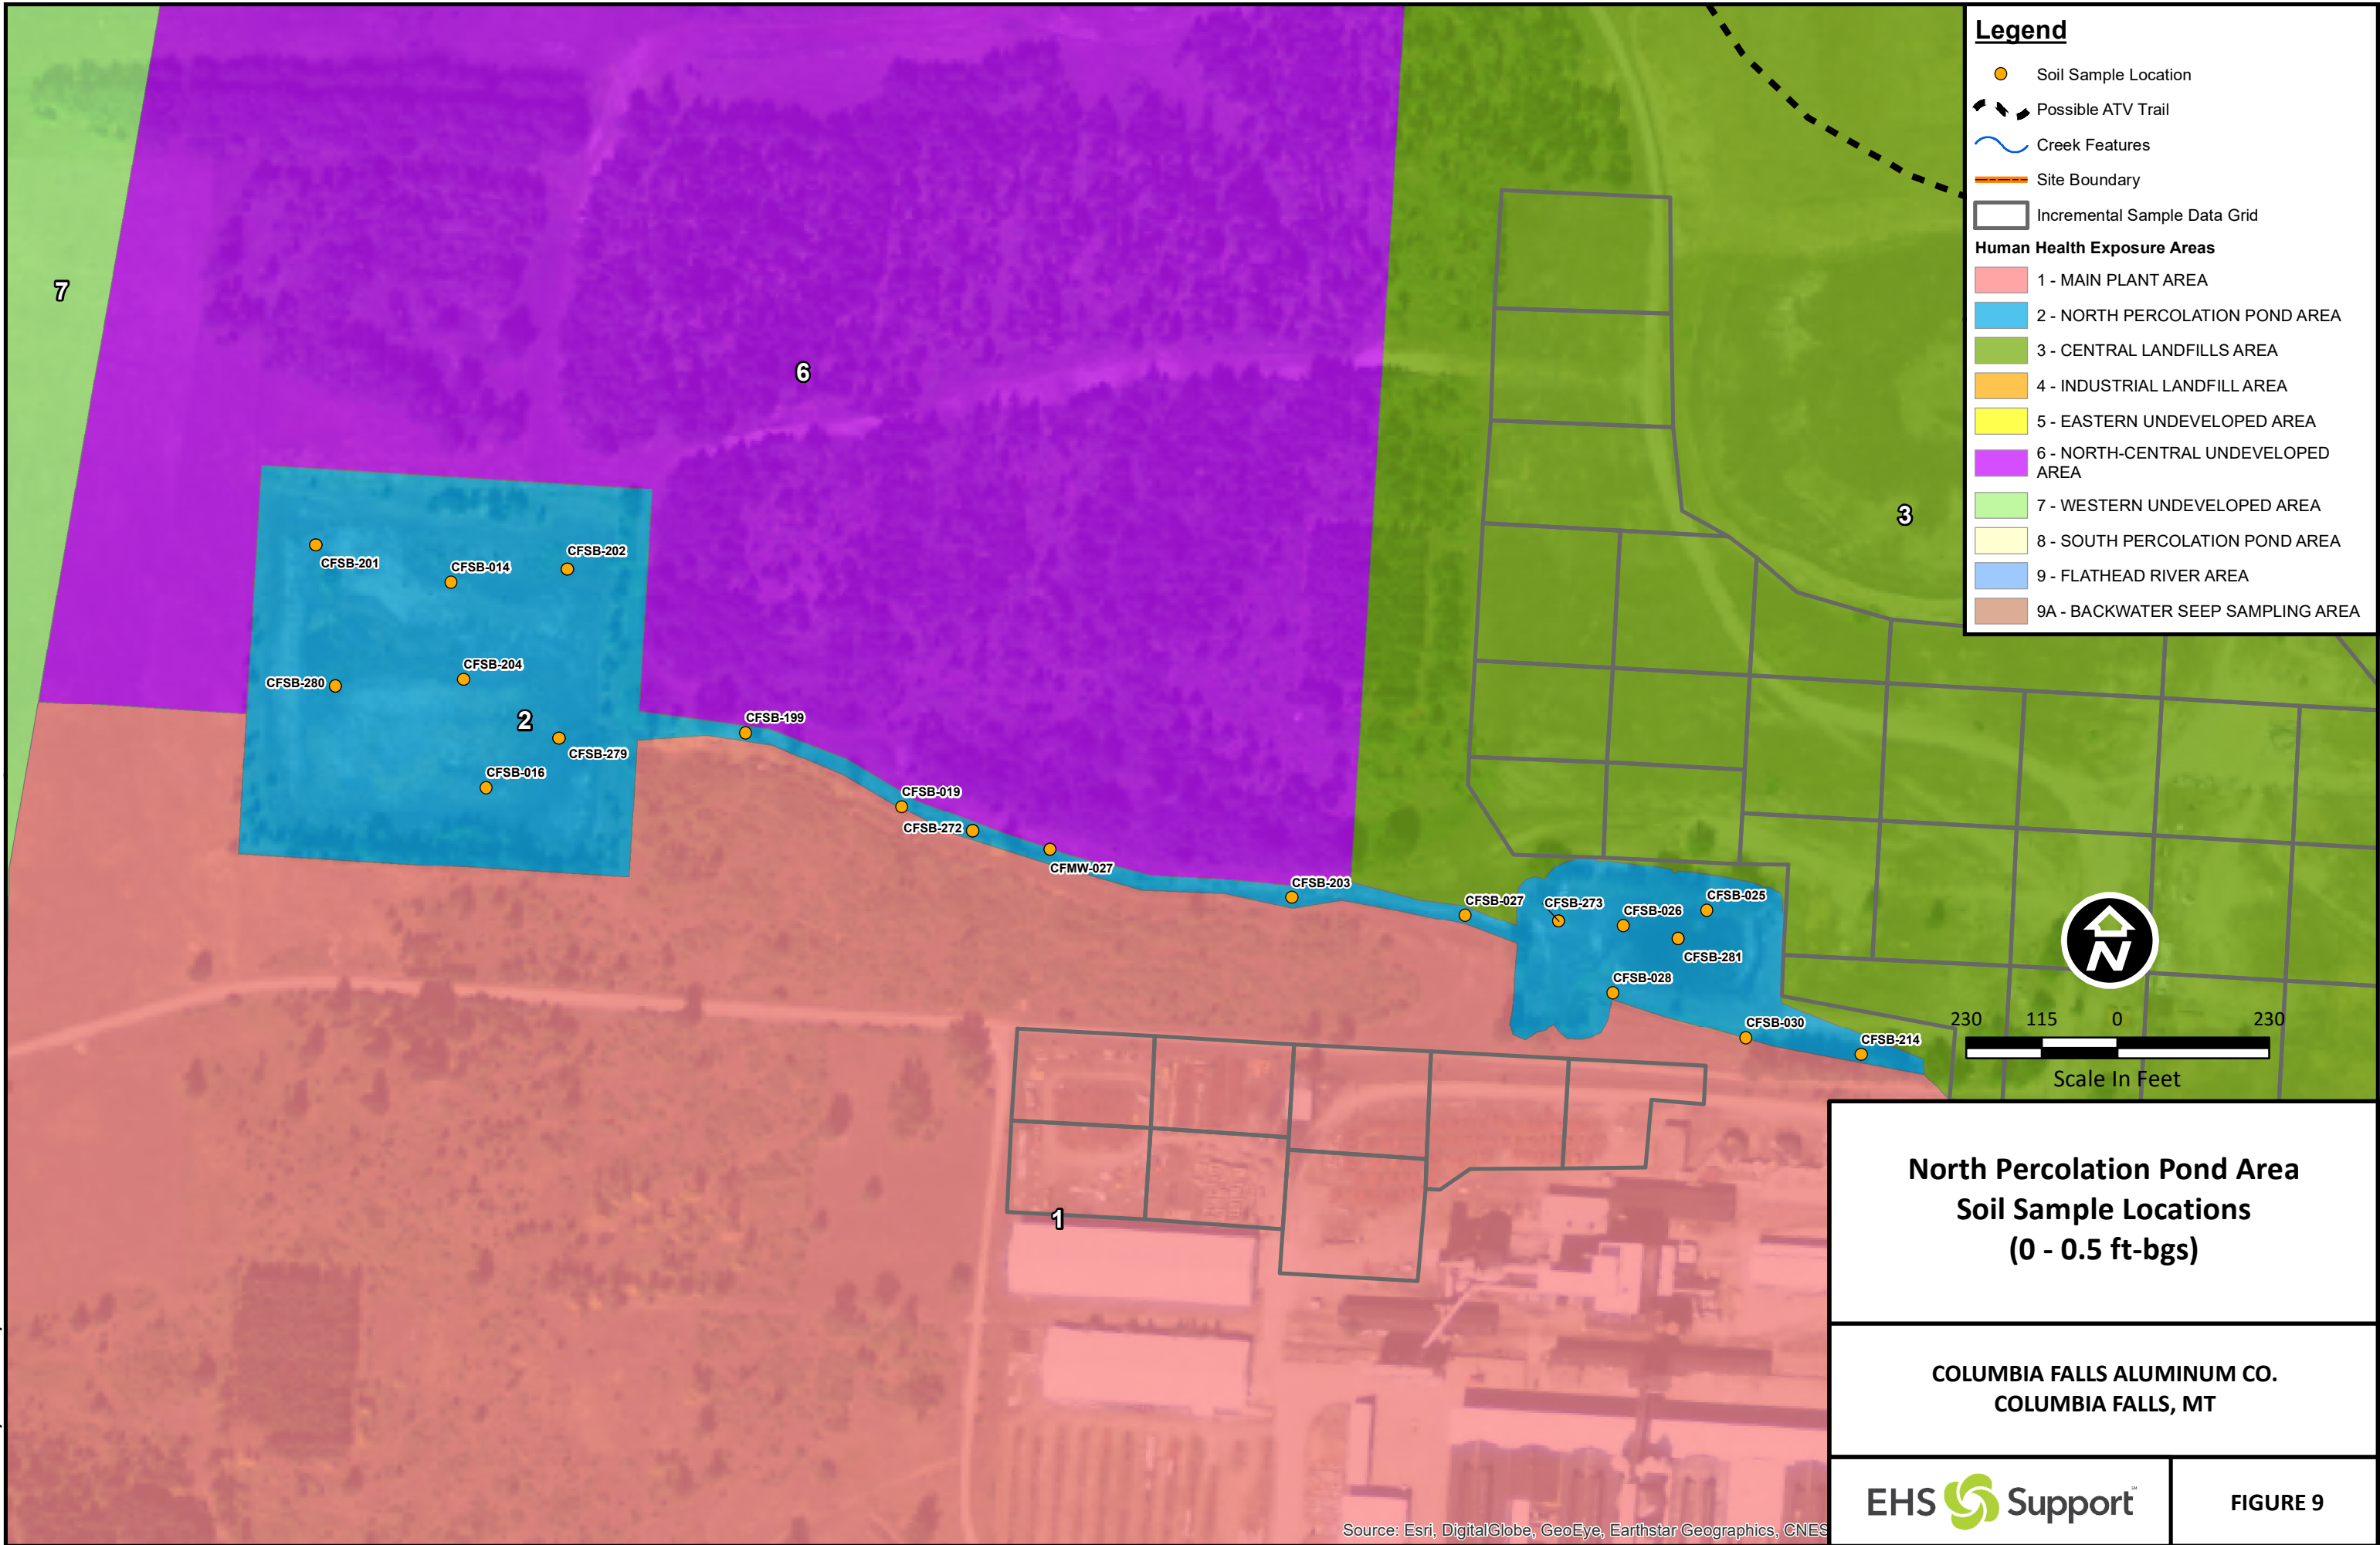 Legend
Soil Sample Location
Possible ATV Trail
Creek Features
Site Boundary
Incremental Sample Data Grid
Human Health Exposure Areas
1 - MAIN PLANT AREA
2 - NORTH PERCOLATION POND AREA
3 - CENTRAL LANDFILLS AREA
4 - INDUSTRIAL LANDFILL AREA
5 - EASTERN UNDEVELOPED AREA
6 - NORTH-CENTRAL UNDEVELOPED
AREA
7 - WESTERN UNDEVELOPED AREA
8 - SOUTH PERCOLATION POND AREA
9 - FLATHEAD RIVER AREA
9A - BACKWATER SEEP SAMPLING AREA
7
6
3
CFSB-201
CFSB-014
CFSB-202
CFSB-280
CFSB-204
2
CFSB-279
CFSB-016
CFSB-199
CFSB-019
CFSB-272
CFMW-027
CFSB-203
CFSB-027
CFSB-273
CFSB-026
CFSB-025
CFSB-281
CFSB-028
CFSB-030
CFSB-214
1
N
230 115 0 230
Scale In Feet
North Percolation Pond Area
Soil Sample Locations
(0 - 0.5 ft-bgs)
COLUMBIA FALLS ALUMINUM CO.
COLUMBIA FALLS, MT
EHS Support
FIGURE 9
Source: Esri, DigitalGlobe, GeoEye, Earthstar Geographics, CNES